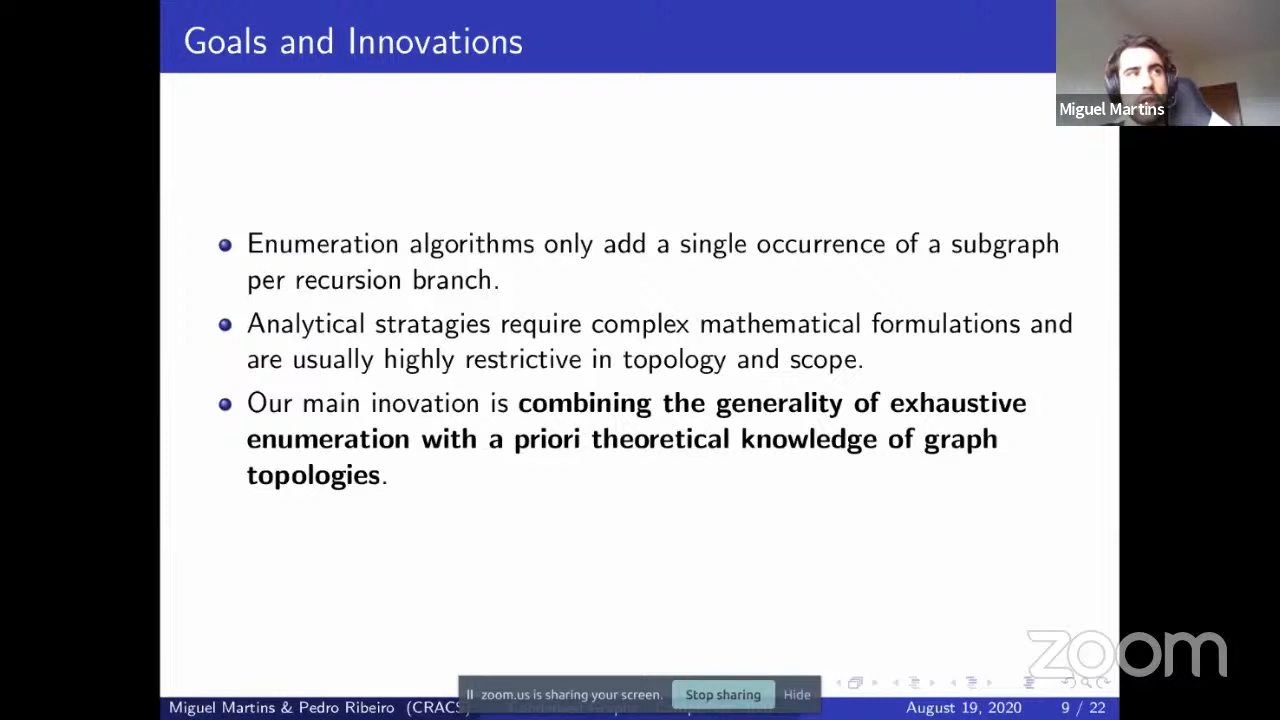 Goals and Innovations
Miguel Martins
Enumeration algorithms only add a single occurrence of a subgraph
per recursion branch.
Analytical stratagies require complex mathematical formulations and
are usually highly restrictive in topology and scope.
Our main inovation is combining the generality of exhaustive
enumeration with a priori theoretical knowledge of graph
topologies.
zoom
zoom.us is sharing your screen. Stop sharing Hide
Miguel Martins & Pedro Ribeiro (CRACS
August 19, 2020 9 / 22